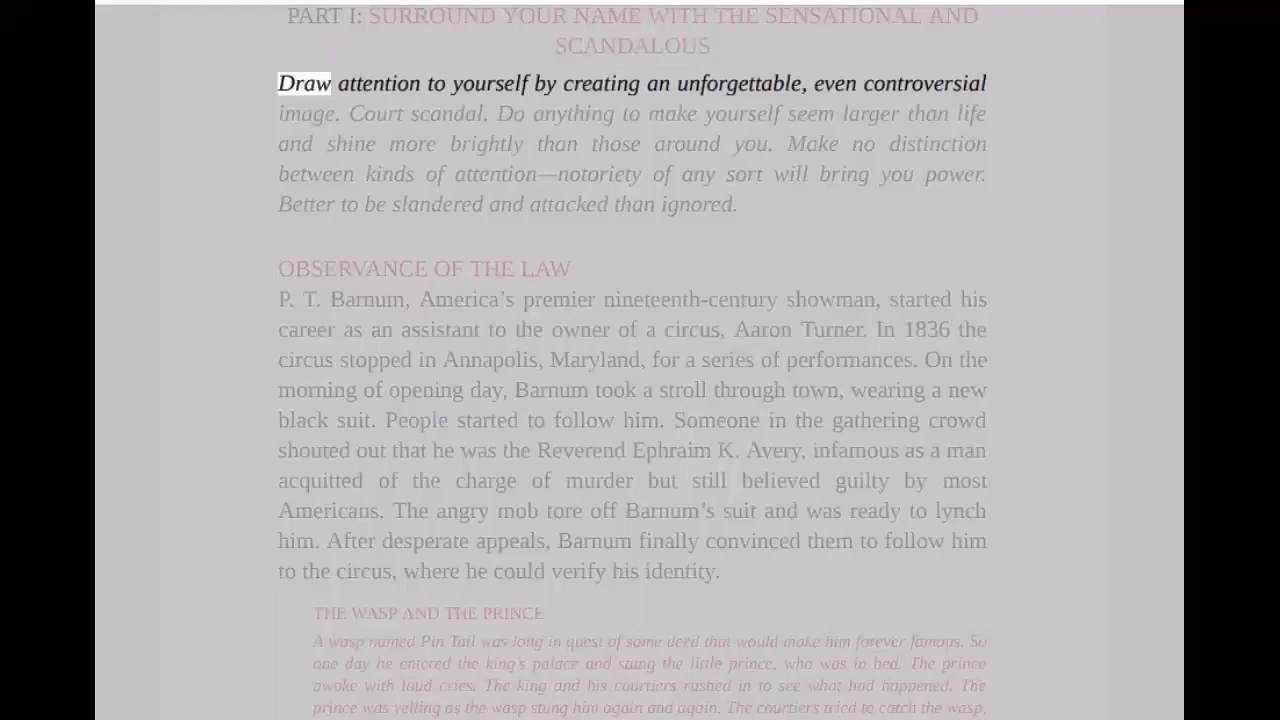 PART I: SURROUND YOUR NAME WITH THE SENSATIONAL AND
SCANDALOUS
Draw attention to yourself by creating an unforgettable, even controversial
image. Court scandal. Do anything to make yourself seem larger than life
and shine more brightly than those around you. Make no distinction
between kinds of attention—notoriety of any sort will bring you power.
Better to be slandered and attacked than ignored.
OBSERVANCE OF THE LAW
P. T. Barnum, America’s premier nineteenth-century showman, started his
career as an assistant to the owner of a circus, Aaron Turner. In 1836 the
circus stopped in Annapolis, Maryland, for a series of performances. On the
morning of opening day, Barnum took a stroll through town, wearing a new
black suit. People started to follow him. Someone in the gathering crowd
shouted out that he was the Reverend Ephraim K. Avery, infamous as a man
acquitted of the charge of murder but still believed guilty by most
Americans. The angry mob tore off Barnum’s suit and was ready to lynch
him. After desperate appeals, Barnum finally convinced them to follow him
to the circus, where he could verify his identity.
THE WASP AND THE PRINCE
A wasp named Pin Tail was long in quest of some deed that would make him forever famous. So
one day he entered the king’s palace and stung the little prince, who was in bed. The prince
awoke with loud cries. The king and his courtiers rushed in to see what had happened. The
prince was yelling as the wasp stung him again and again. The courtiers tried to catch the wasp,